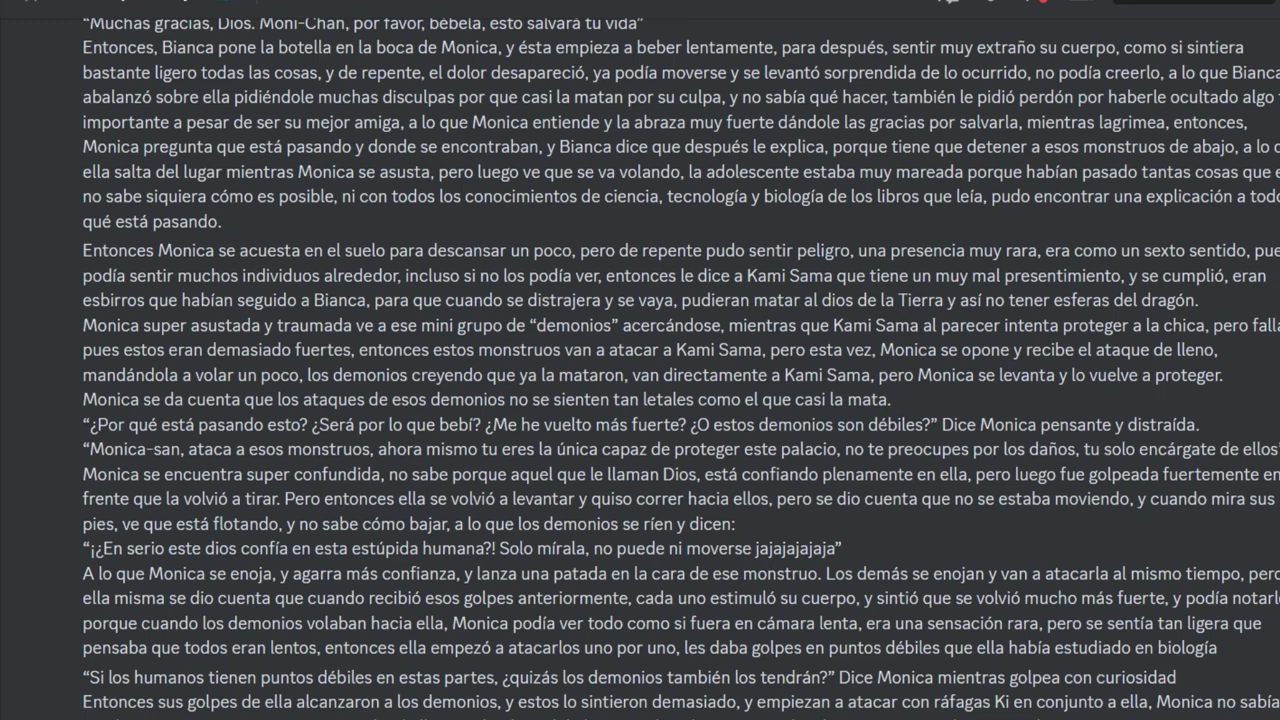 “Muchas gracias, Dios. Moni-Chan, por favor, bébela, esto salvará tu vida”
Entonces, Bianca pone la botella en la boca de Monica, y ésta empieza a beber lentamente, para después, sentir muy extraño su cuerpo, como si sintiera
bastante ligero todas las cosas, y de repente, el dolor desapareció, ya podía moverse y se levantó sorprendida de lo ocurrido, no podía creerlo, a lo que Bianca
abalanzó sobre ella pidiéndole muchas disculpas por que casi la matan por su culpa, y no sabía qué hacer, también le pidió perdón por haberle ocultado algo
importante a pesar de ser su mejor amiga, a lo que Monica entiende y la abraza muy fuerte dándole las gracias por salvarla, mientras lagrimea, entonces,
Monica pregunta que está pasando y donde se encontraban, y Bianca dice que después le explica, porque tiene que detener a esos monstruos de abajo, a lo
ella salta del lugar mientras Monica se asusta, pero luego ve que se va volando, la adolescente estaba muy mareada porque habían pasado tantas cosas que
no sabe siquiera cómo es posible, ni con todos los conocimientos de ciencia, tecnología y biología de los libros que leía, pudo encontrar una explicación a
qué está pasando.
Entonces Monica se acuesta en el suelo para descansar un poco, pero de repente pudo sentir peligro, una presencia muy rara, era como un sexto sentido,
podía sentir muchos individuos alrededor, incluso si no los podía ver, entonces le dice a Kami Sama que tiene un muy mal presentimiento, y se cumplió, eran
esbirros que habían seguido a Bianca, para que cuando se distrajera y se vaya, pudieran matar al dios de la Tierra y así no tener esferas del dragón.
Monica super asustada y traumada ve a ese mini grupo de “demonios” acercándose, mientras que Kami Sama al parecer intenta proteger a la chica, pero
pues estos eran demasiado fuertes, entonces estos monstruos van a atacar a Kami Sama, pero esta vez, Monica se opone y recibe el ataque de lleno,
mandándola a volar un poco, los demonios creyendo que ya la mataron, van directamente a Kami Sama, pero Monica se levanta y lo vuelve a proteger.
Monica se da cuenta que los ataques de esos demonios no se sienten tan letales como el que casi la mata.
“¿Por qué está pasando esto? ¿Será por lo que bebí? ¿Me he vuelto más fuerte? ¿O estos demonios son débiles?” Dice Monica pensante y distraída.
“Monica-san, ataca a esos monstruos, ahora mismo tu eres la única capaz de proteger este palacio, no te preocupes por los daños, tu solo encárgate de ellos”
Monica se encuentra super confundida, no sabe porque aquel que le llaman Dios, está confiando plenamente en ella, pero luego fue golpeada fuertemente
frente que la volvió a tirar. Pero entonces ella se volvió a levantar y quiso correr hacia ellos, pero se dio cuenta que no se estaba moviendo, y cuando mira sus
pies, ve que está flotando, y no sabe cómo bajar, a lo que los demonios se ríen y dicen:
“¡¿En serio este dios confía en esta estúpida humana?! Solo mírala, no puede ni moverse jajajajajaja”
A lo que Monica se enoja, y agarra más confianza, y lanza una patada en la cara de ese monstruo. Los demás se enojan y van a atacarla al mismo tiempo,
ella misma se dio cuenta que cuando recibió esos golpes anteriormente, cada uno estimuló su cuerpo, y sintió que se volvió mucho más fuerte, y podía
porque cuando los demonios volaban hacia ella, Monica podía ver todo como si fuera en cámara lenta, era una sensación rara, pero se sentía tan ligera que
pensaba que todos eran lentos, entonces ella empezó a atacarlos uno por uno, les daba golpes en puntos débiles que ella había estudiado en biología
“Si los humanos tienen puntos débiles en estas partes, ¿quizás los demonios también los tendrán?” Dice Monica mientras golpea con curiosidad
Entonces sus golpes de ella alcanzaron a los demonios, y estos lo sintieron demasiado, y empiezan a atacar con ráfagas Ki en conjunto a ella, Monica no sabía